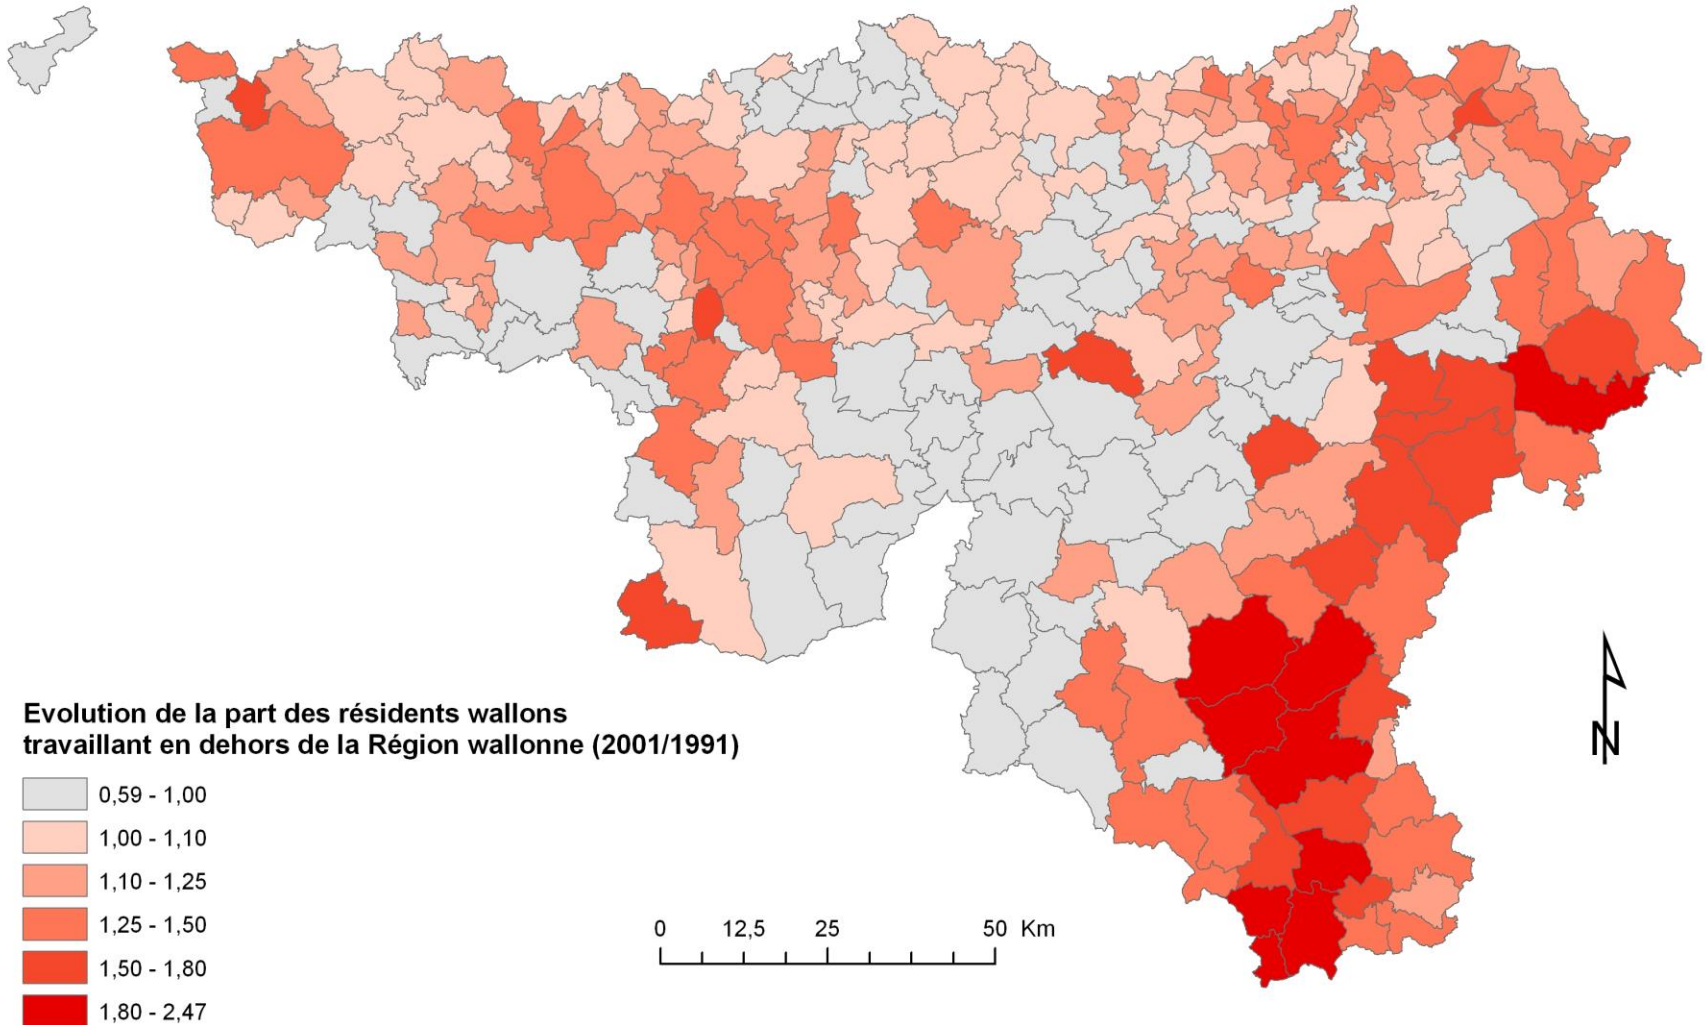 Evolution de la part des résidents wallons
travaillant en dehors de la Région wallonne (2001/1991)
0,59 - 1,00
1,00 - 1,10
1,10 - 1,25
1,25 - 1,50
1,50 - 1,80
1,80 - 2,47
0 12,5 25 50 Km
N